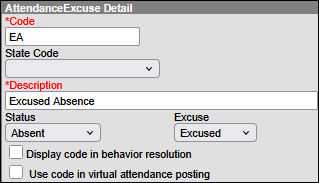 AttendanceExcuse Detail
*Code
EA
State Code
*Description
Excused Absence
Status Excuse
Absent Excused
Display code in behavior resolution
Use code in virtual attendance posting